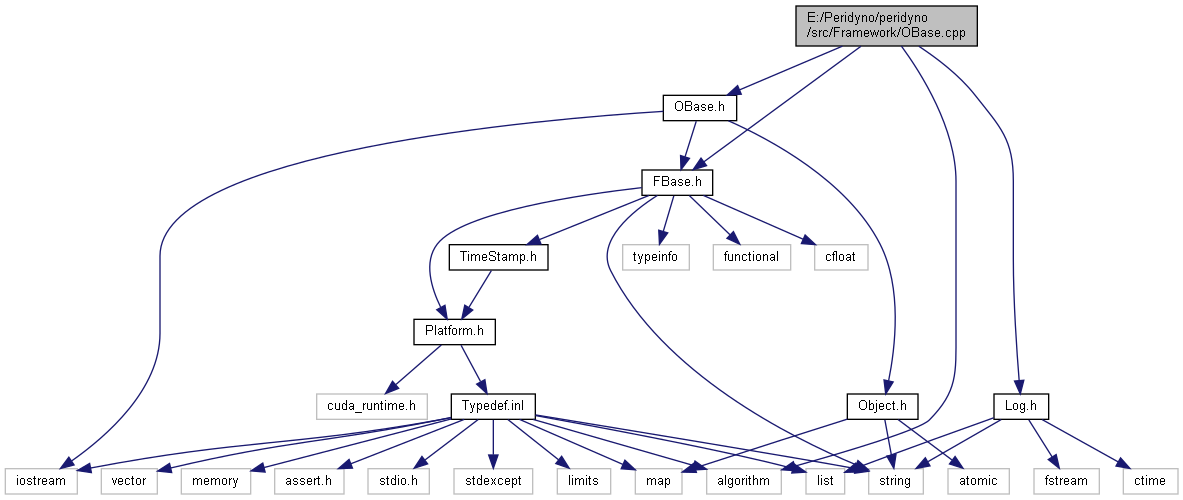 E:/Peridyno/peridyno
/src/Framework/OBase.cpp
OBase.h
FBase.h
TimeStamp.h
typeinfo
functional
cfloat
Platform.h
cuda_runtime.h
Typedef.inl
Object.h
Log.h
iostream
vector
memory
assert.h
stdio.h
stdexcept
limits
map
algorithm
list
string
atomic
fstream
ctime